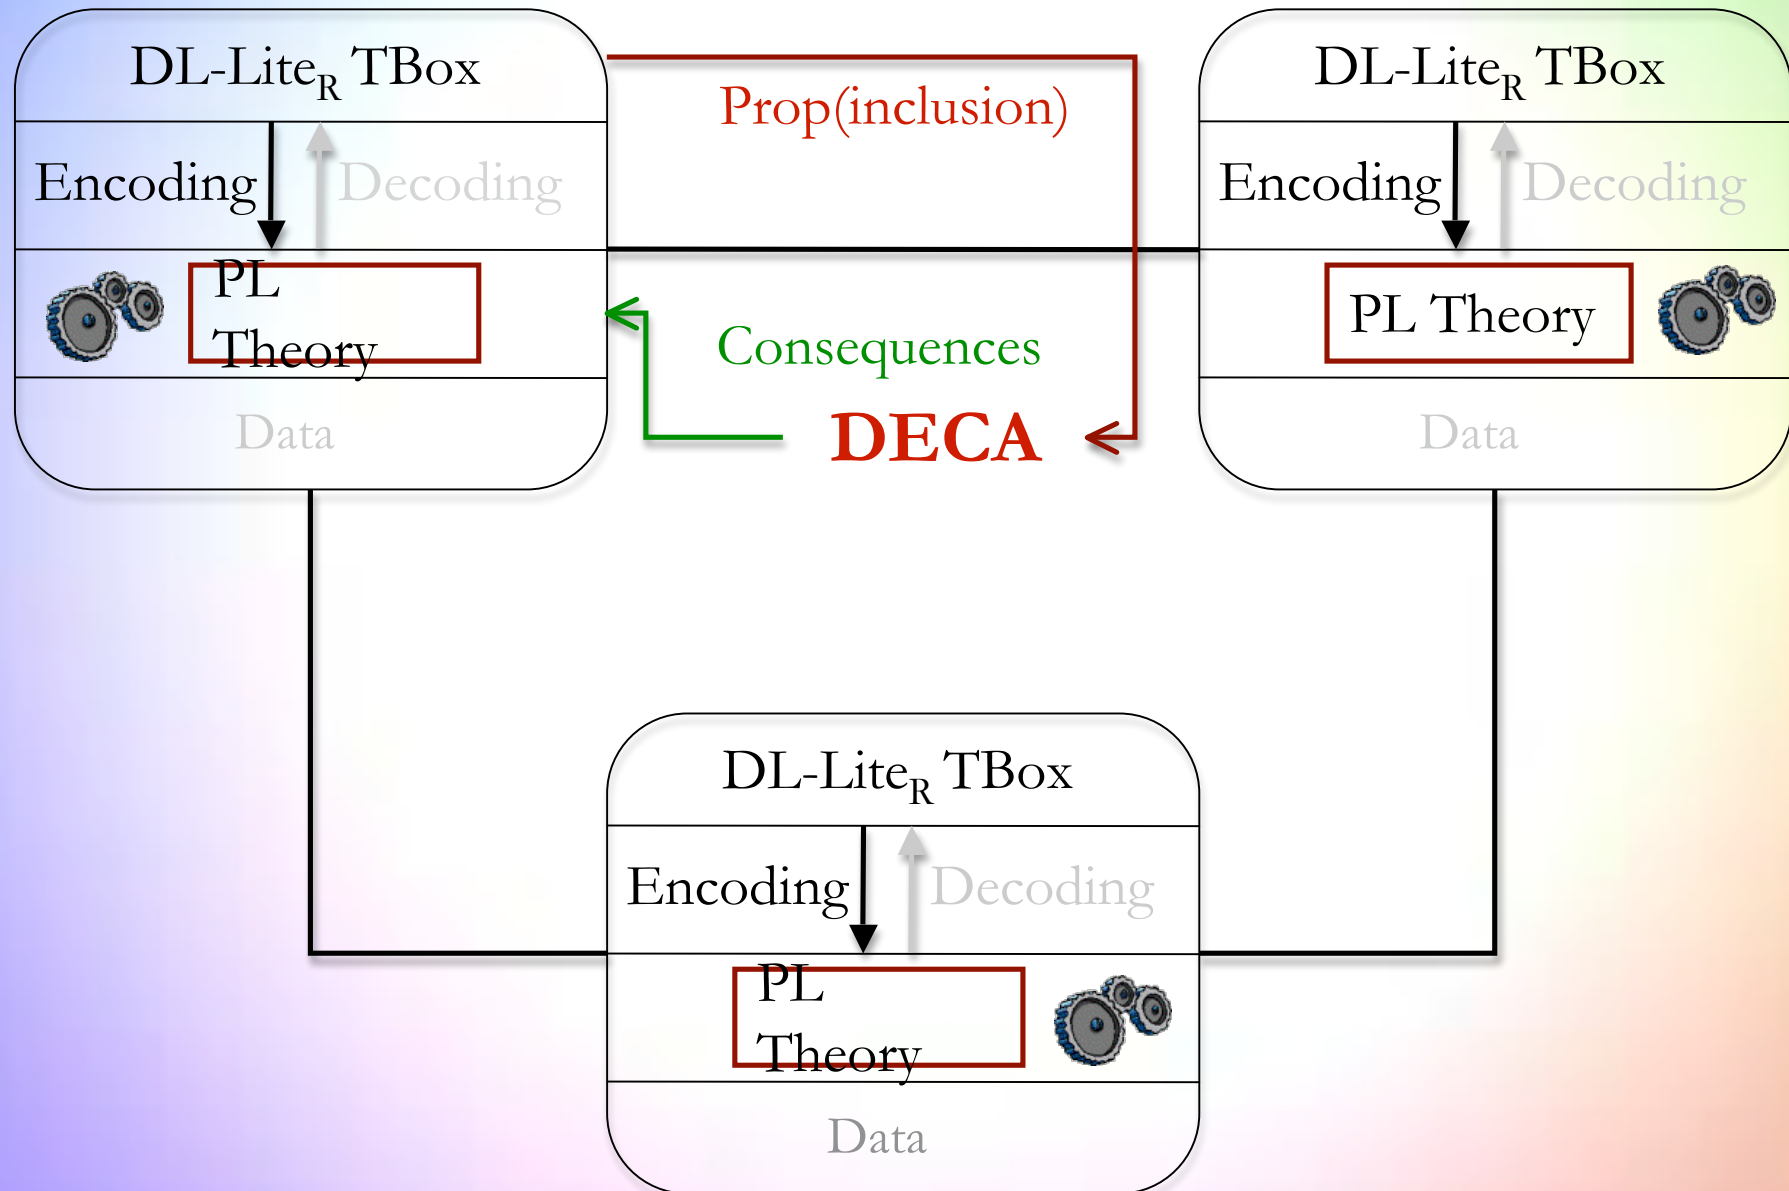 DL-LiteR TBox
Encoding
Decoding
PL
Theory
Data
Prop(inclusion)
Consequences
DECA
DL-LiteR TBox
Encoding
Decoding
PL Theory
Data
DL-LiteR TBox
Encoding
Decoding
PL
Theory
Data